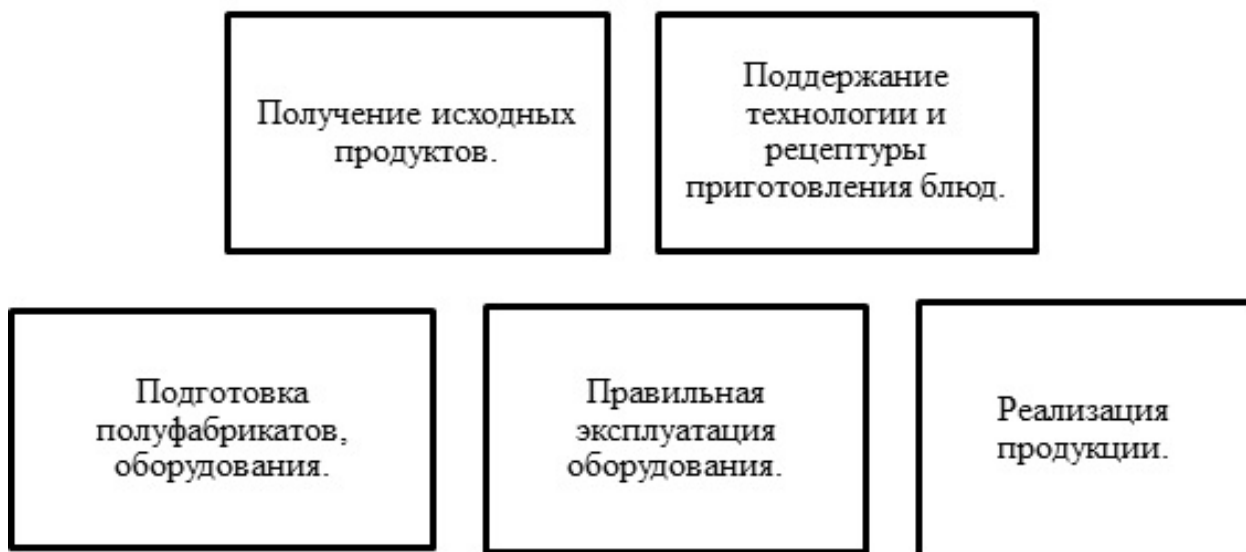 Получение исходных
продуктов.
Поддержание
технологии и
рецептуры
приготовления блюд.
Подготовка
полуфабрикатов,
оборудования.
Правильная
эксплуатация
оборудования.
Реализация
продукции.